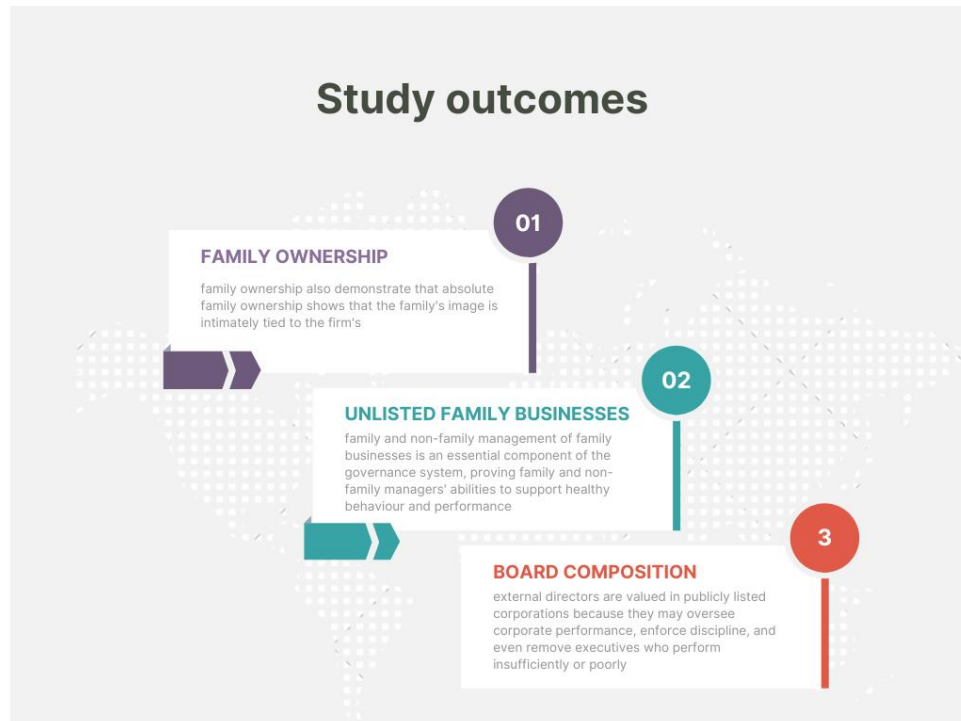 Study outcomes
01
FAMILY OWNERSHIP
family ownership also demonstrate that absolute
family ownership shows that the family's image is
intimately tied to the firm's
02
UNLISTED FAMILY BUSINESSES
family and non-family management of family
businesses is an essential component of the
governance system, proving family and non-
family managers' abilities to support healthy
behaviour and performance
3
BOARD COMPOSITION
external directors are valued in publicly listed
corporations because they may oversee
corporate performance, enforce discipline, and
even remove executives who perform
insufficiently or poorly